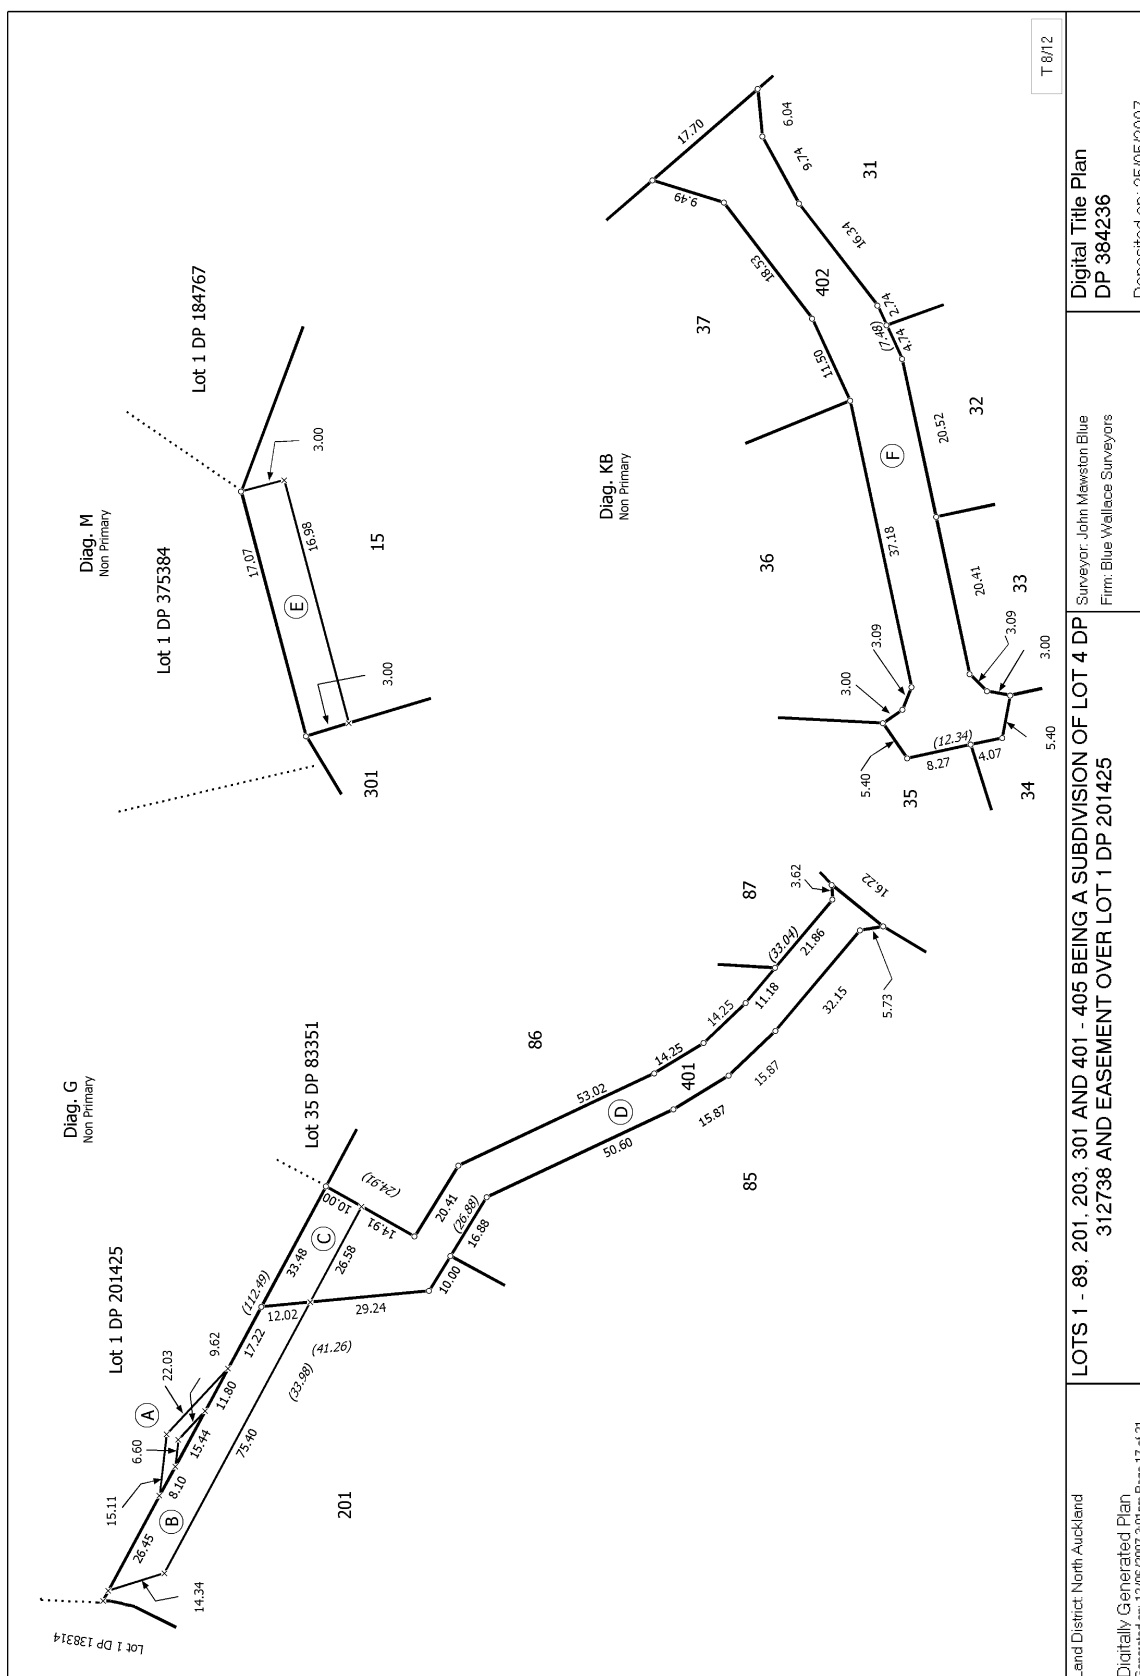 T 8/12
Diag. M
Non Primary
Lot 1 DP 184767
Lot 1 DP 375384
17.07
16.98
3.00
3.00
E
15
301
Diag. KB
Non Primary
17.70
6.04
9.74
9.49
31
16.34
18.53
402
37
2.74
(7.48)
4.74
11.50
32
20.52
F
37.18
36
20.41
33
3.09
3.09
3.00
3.00
5.40
5.40
(12.34)
8.27
4.07
35
34
Diag. G
Non Primary
Lot 1 DP 201425
Lot 35 DP 83351
Lot 1 DP 138314
87
3.62
16.22
(33.04)
21.86
11.18
14.25
14.25
32.15
5.73
86
401
15.87
15.87
53.02
D
50.60
85
20.41
(26.88)
16.88
10.00
(24.91)
14.91
10.00
C
33.48
26.58
(112.49)
12.02
29.24
(41.26)
(33.98)
17.22
9.62
22.03
11.80
A
6.60
15.44
15.11
8.10
75.40
B
26.45
14.34
201
Land District: North Auckland
Digitally Generated Plan
LOTS 1 - 89, 201, 203, 301 AND 401 - 405 BEING A SUBDIVISION OF LOT 4 DP
312738 AND EASEMENT OVER LOT 1 DP 201425
Surveyor: John Mawston Blue
Firm: Blue Wallace Surveyors
Digital Title Plan
DP 384236
Deposited on: 25/05/2007